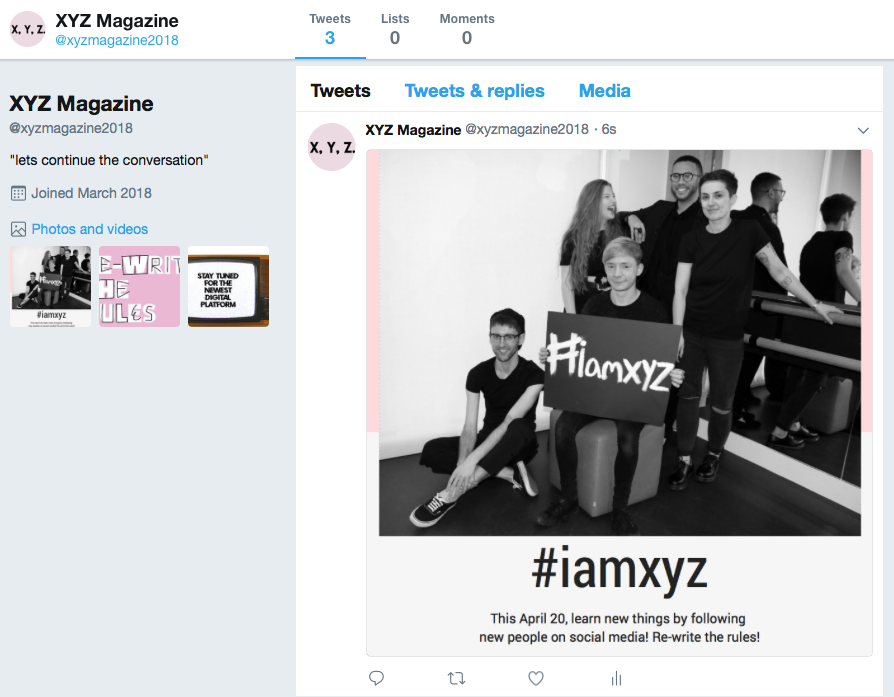 X, Y, Z.
XYZ Magazine
@xyzmagazine2018
Tweets
3
Lists
0
Moments
0
XYZ Magazine
@xyzmagazine2018
"lets continue the conversation"
Joined March 2018
Photos and videos
#iamxyz
#iamxyz
E-WRIT
HE
ULES
STAY TUNED
FOR THE
NEWEST
DIGITAL
PLATFORM
Tweets
Tweets & replies
Media
X, Y, Z.
XYZ Magazine @xyzmagazine2018 · 6s
#iamxyz
#iamxyz
This April 20, learn new things by following
new people on social media! Re-write the rules!